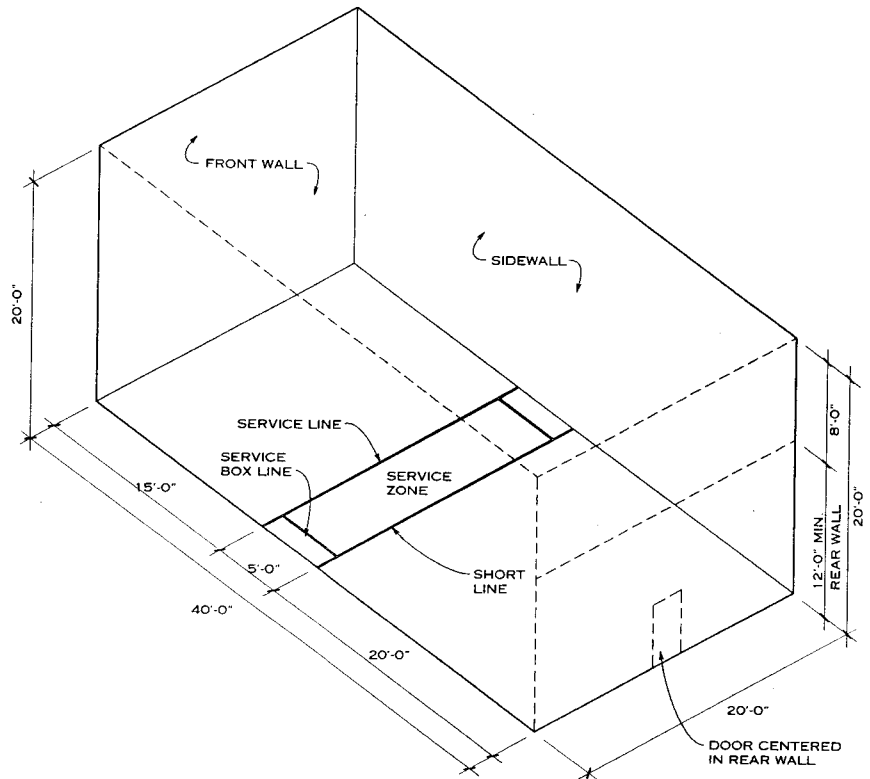 FRONT WALL
SIDEWALL
20'-0"
SERVICE LINE
SERVICE
BOX LINE
SERVICE
ZONE
8'-0"
20'-0"
12'-0" MIN.
REAR WALL
15'-0"
5'-0"
SHORT
LINE
40'-0"
20'-0"
20'-0"
DOOR CENTERED
IN REAR WALL